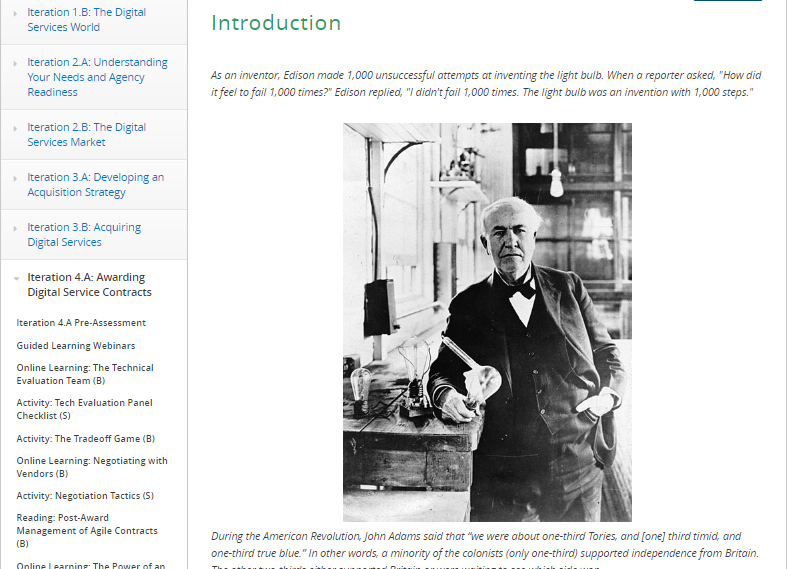 Iteration 1.B: The Digital
Services World
Iteration 2.A: Understanding
Your Needs and Agency
Readiness
Iteration 2.B: The Digital
Services Market
Iteration 3.A: Developing an
Acquisition Strategy
Iteration 3.B: Acquiring
Digital Services
Iteration 4.A: Awarding
Digital Service Contracts
Iteration 4.A Pre-Assessment
Guided Learning Webinars
Online Learning: The Technical
Evaluation Team (B)
Activity: Tech Evaluation Panel
Checklist (S)
Activity: The Tradeoff Game (B)
Online Learning: Negotiating with
Vendors (B)
Activity: Negotiation Tactics (S)
Reading: Post-Award
Management of Agile Contracts
(B)
Online Learning: The Power of an
Introduction
As an inventor, Edison made 1,000 unsuccessful attempts at inventing the light bulb. When a reporter asked, "How did
it feel to fail 1,000 times?" Edison replied, "I didn't fail 1,000 times. The light bulb was an invention with 1,000 steps."
During the American Revolution, John Adams said that “we were about one-third Tories, and [one] third timid, and
one-third true blue.” In other words, a minority of the colonists (only one-third) supported independence from Britain.